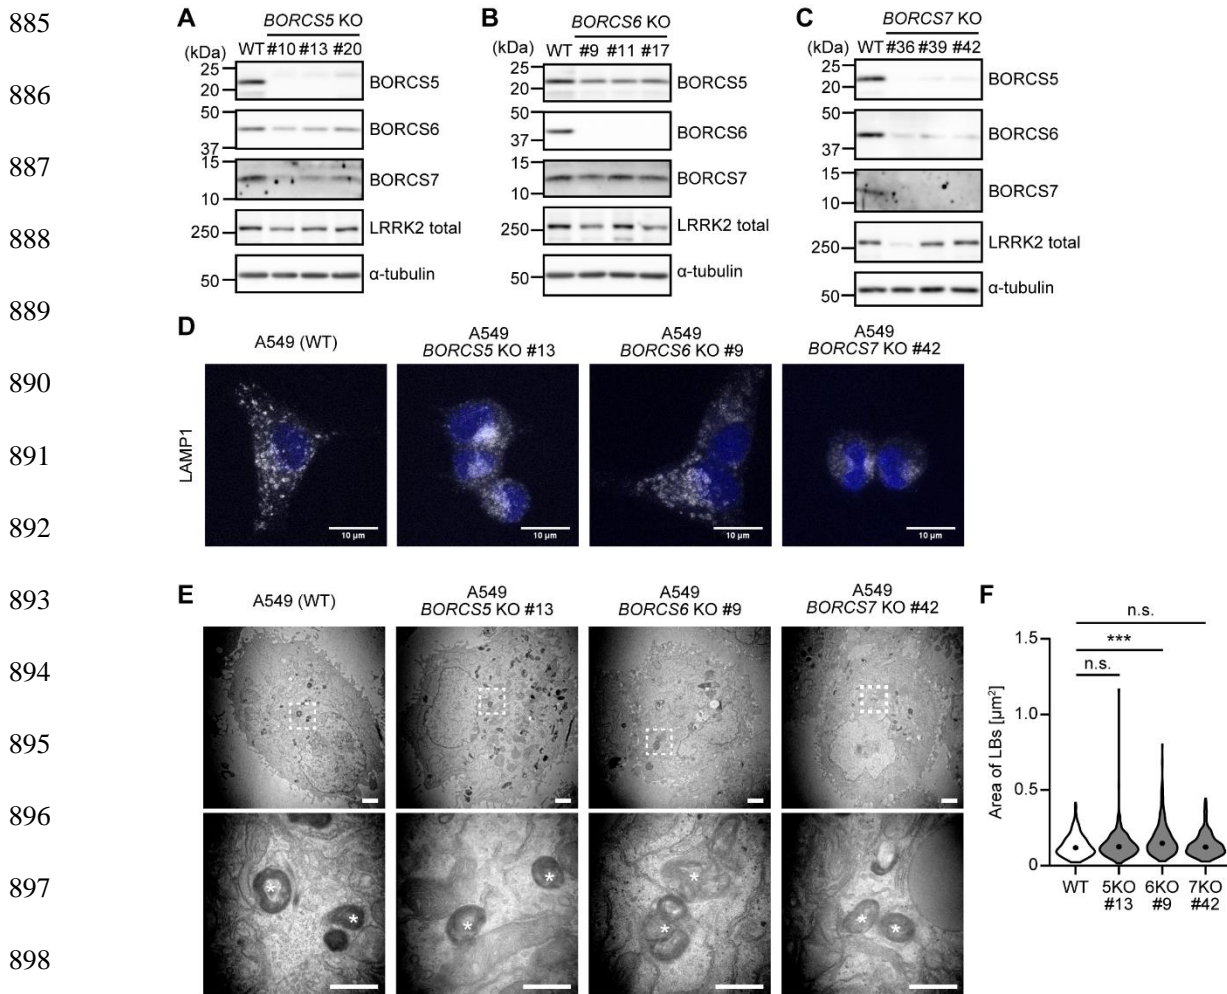 885
A
BORCS5 KO
(kDa) WT #10 #13 #20
25
20
BORCS5
50
37
BORCS6
15
10
BORCS7
250
LRRK2 total
50
α-tubulin
B
BORCS6 KO
(kDa) WT #9 #11 #17
25
20
BORCS5
50
37
BORCS6
15
10
BORCS7
250
LRRK2 total
50
α-tubulin
C
BORCS7 KO
(kDa) WT #36 #39 #42
25
20
BORCS5
50
37
BORCS6
15
10
BORCS7
250
LRRK2 total
50
α-tubulin
886
887
888
889
D
A549 (WT)
A549
BORCS5 KO #13
A549
BORCS6 KO #9
A549
BORCS7 KO #42
LAMP1
10 µm
10 µm
10 µm
10 µm
890
891
892
893
E
A549 (WT)
A549
BORCS5 KO #13
A549
BORCS6 KO #9
A549
BORCS7 KO #42
* *
* *
* *
* *
894
895
896
897
898
F
n.s.
***
n.s.
Area of LBs [µm²]
1.5
1.0
0.5
0
WT
5KO
#13
6KO
#9
7KO
#42